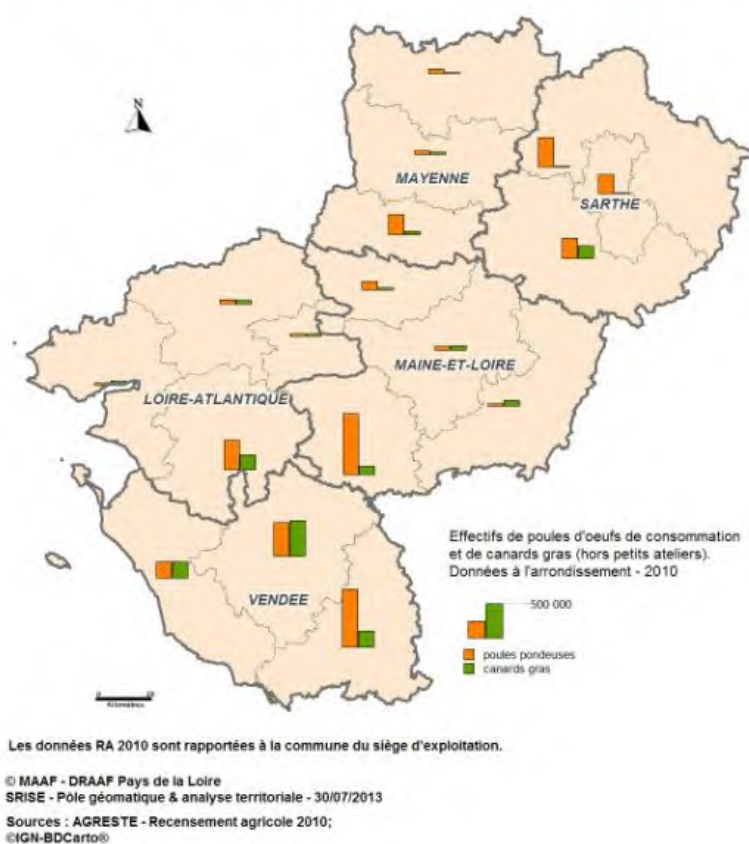 N
MAYENNE
SARTHE
MAINE-ET-LOIRE
LOIRE-ATLANTIQUE
VENDEE
Effectifs de poules d'oeufs de consommation
et de canards gras (hors petits ateliers).
Données à l'arrondissement - 2010
500 000
poules pondeuses
canards gras
Kilomètres
Les données RA 2010 sont rapportées à la commune du siège d'exploitation.
© MAAF - DRAAF Pays de la Loire
SRISE - Pôle géomatique & analyse territoriale - 30/07/2013
Sources : AGRESTE - Recensement agricole 2010;
©IGN-BDCarto®